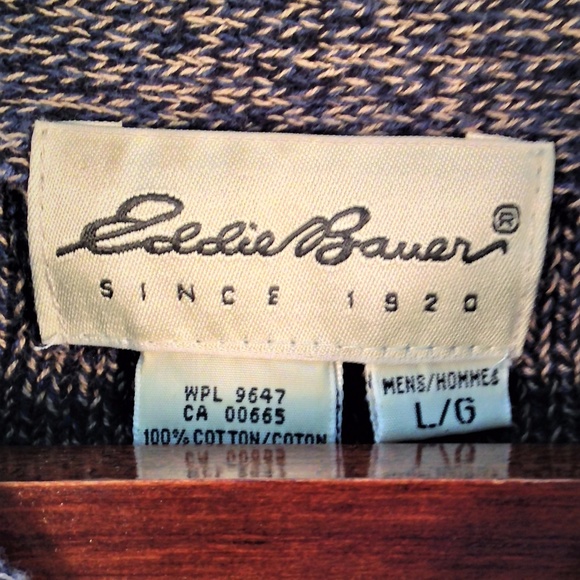 Eddie Bauer®
SINCE 1920
WPL 9647
CA 00665
100% COTTON/COTON
MENS/HOMMES
L/G